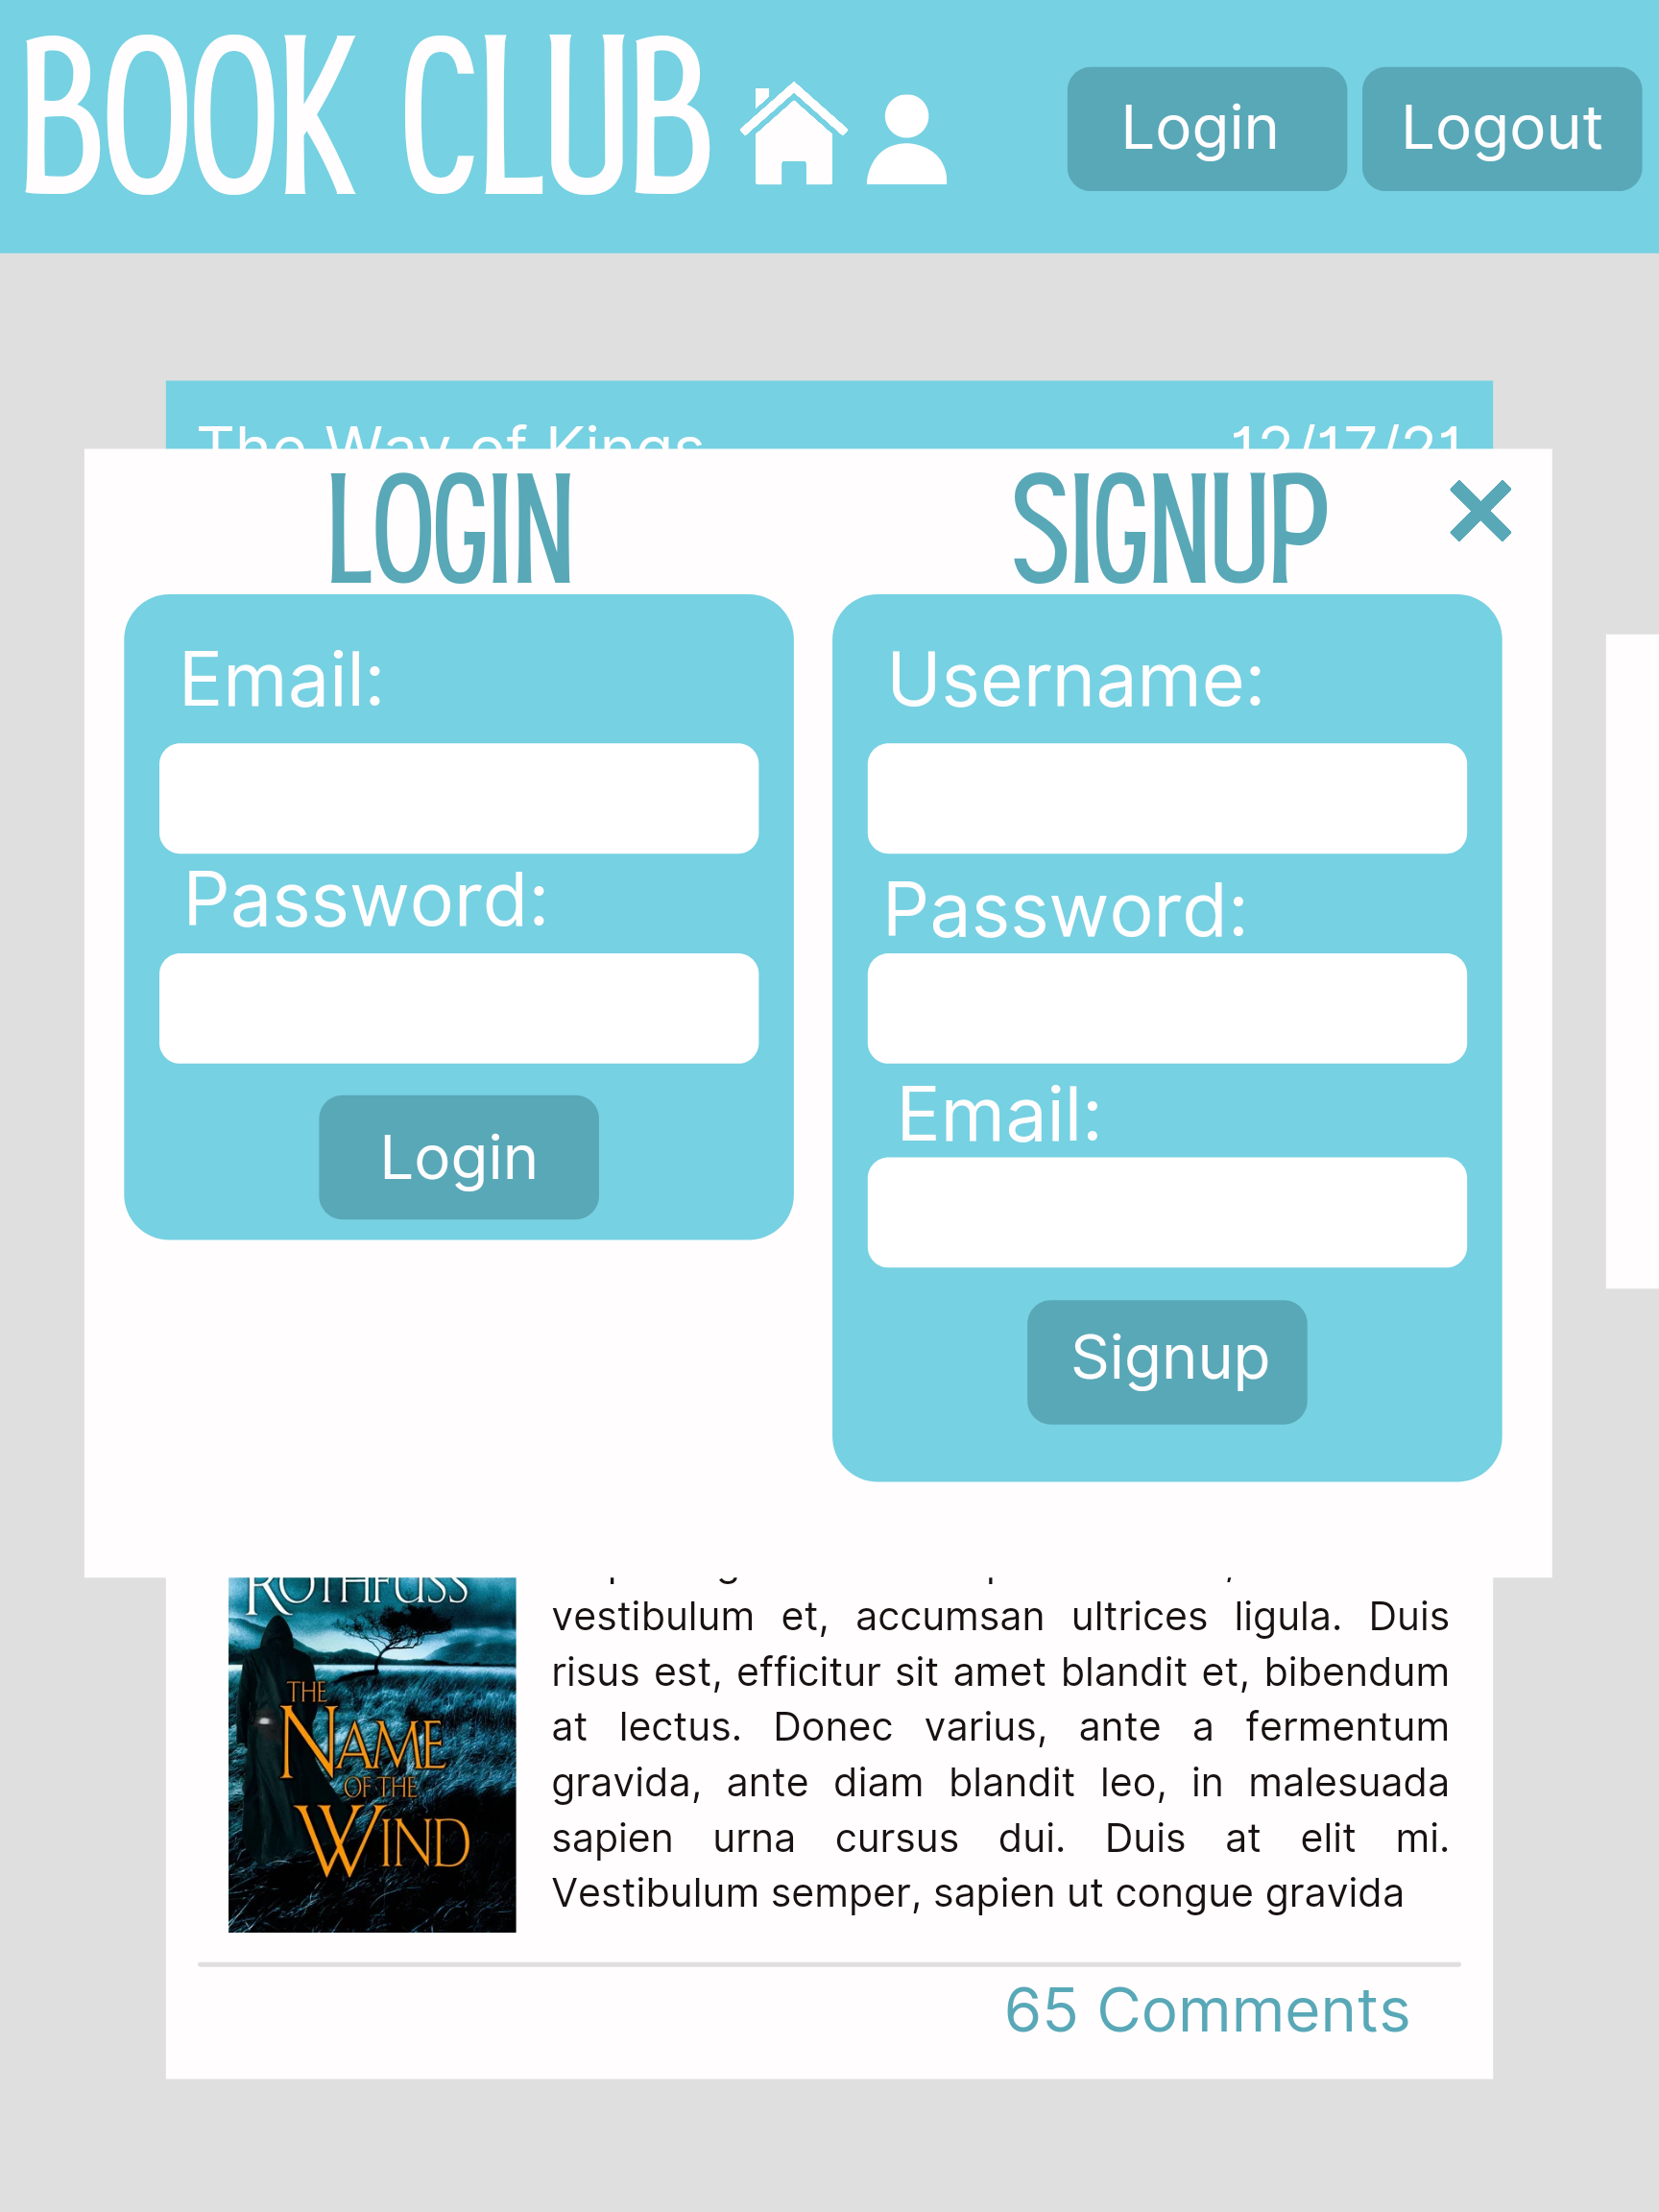 BOOK CLUB
Login
Logout
The Way of Kings
12/17/21
LOGIN
SIGNUP
Email:
Password:
Login
Username:
Password:
Email:
Signup
ROTHFUSS
THE
NAME
OF THE
WIND
vestibulum et, accumsan ultrices ligula. Duis
risus est, efficitur sit amet blandit et, bibendum
at lectus. Donec varius, ante a fermentum
gravida, ante diam blandit leo, in malesuada
sapien urna cursus dui. Duis at elit mi.
Vestibulum semper, sapien ut congue gravida
65 Comments